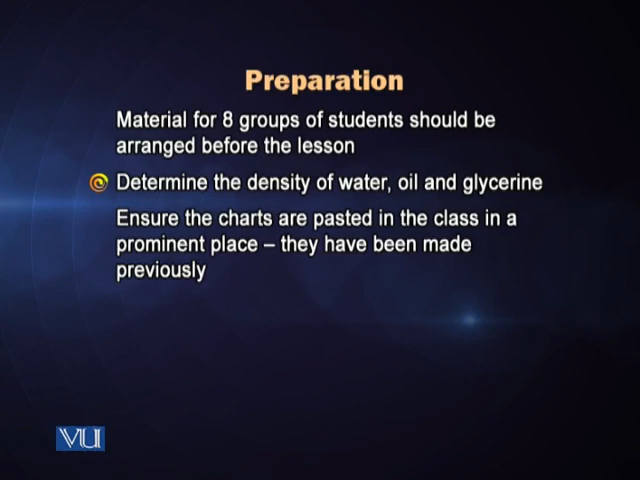 Preparation
Material for 8 groups of students should be
arranged before the lesson
Determine the density of water, oil and glycerine
Ensure the charts are pasted in the class in a
prominent place – they have been made
previously
VU